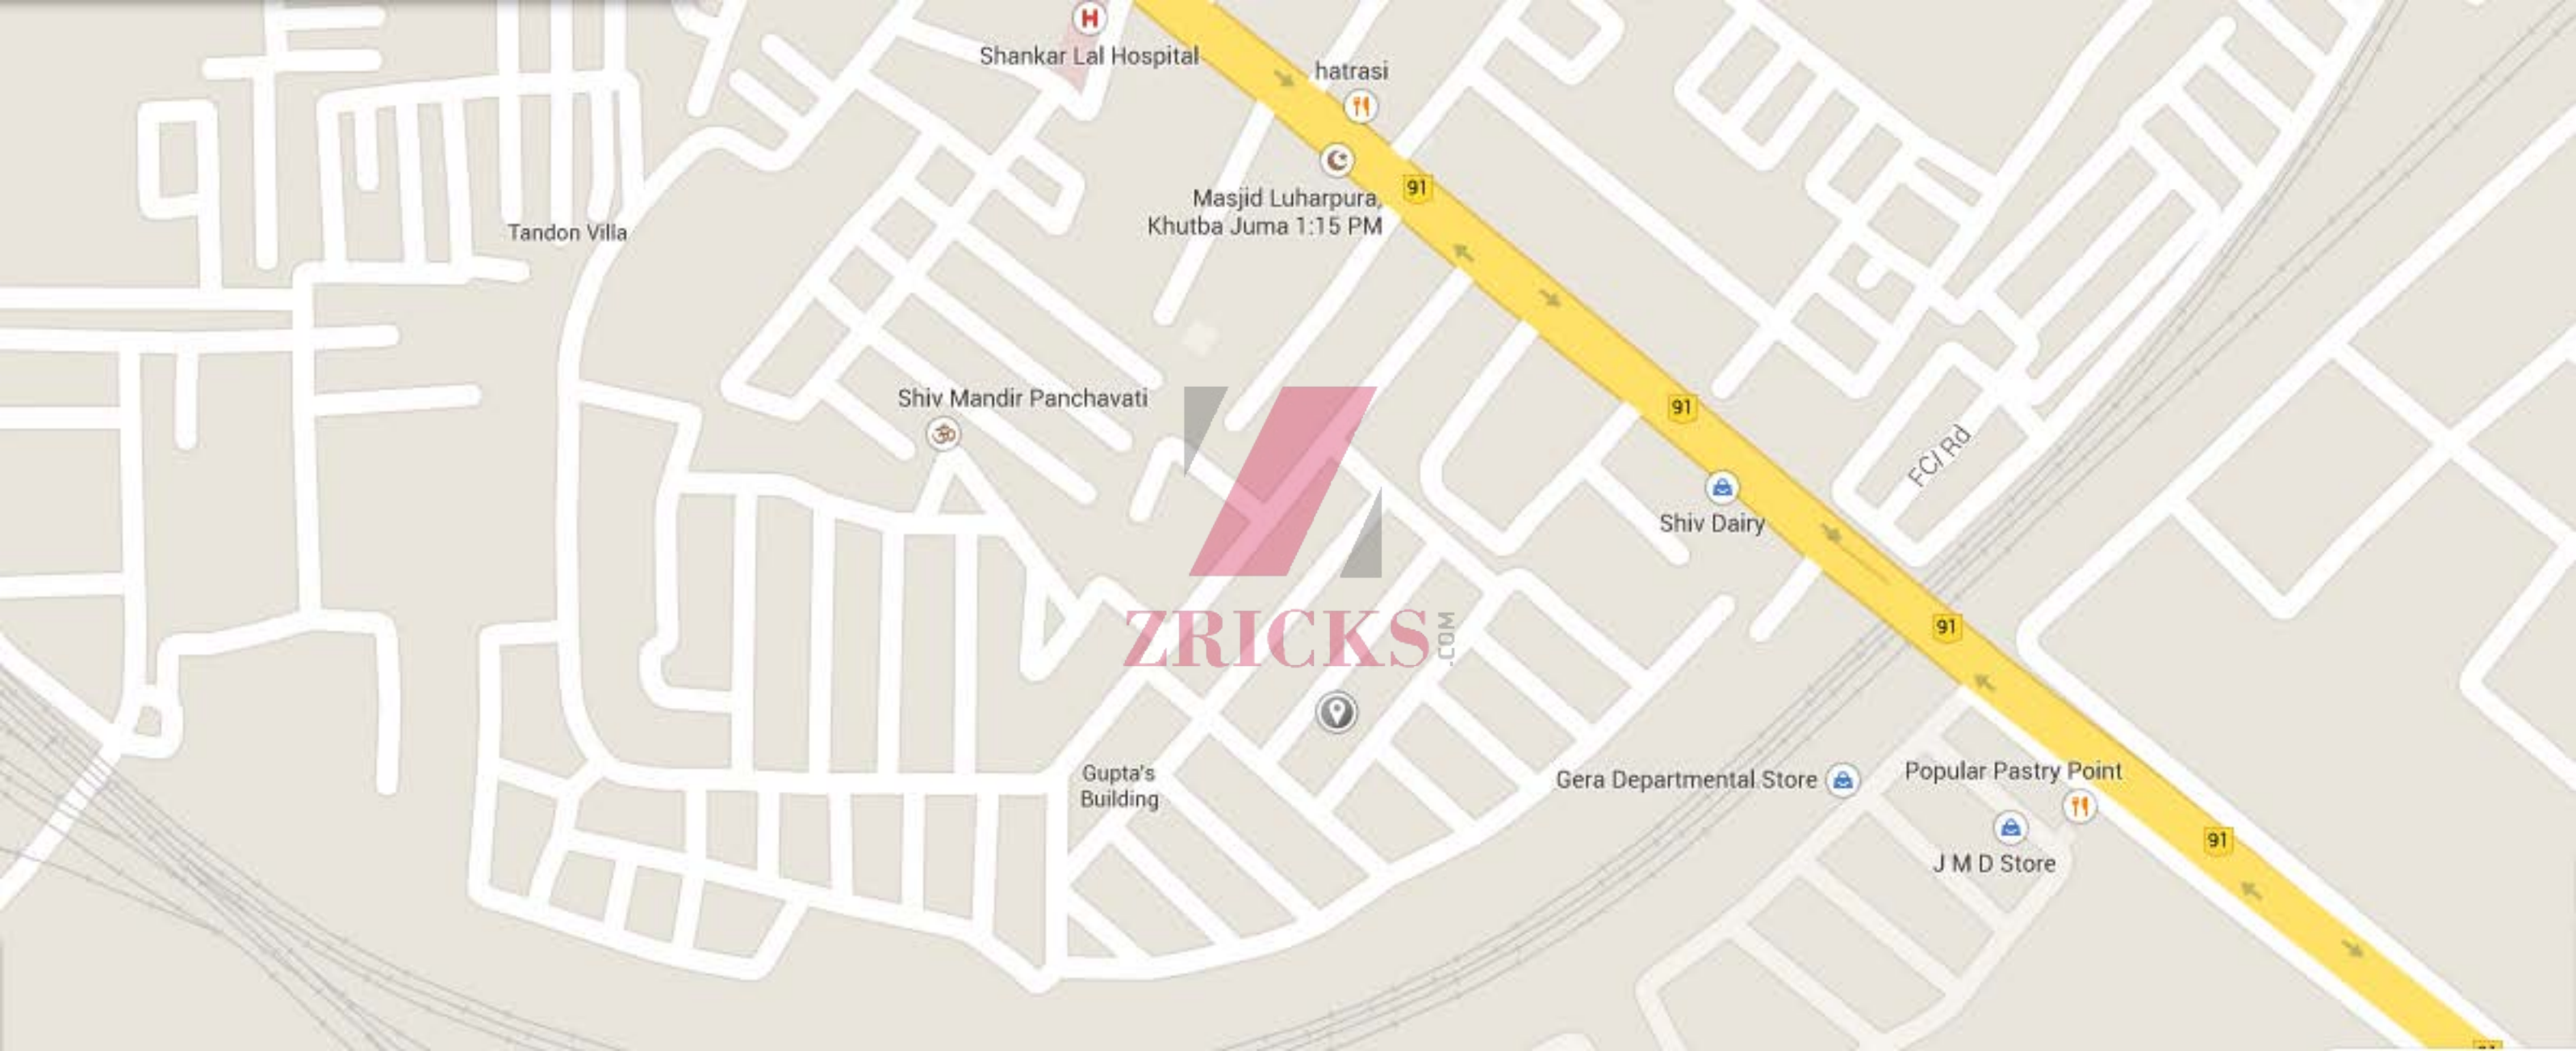 H
Shankar Lal Hospital
hatrasi
Masjid Luharpura,
Khutba Juma 1:15 PM
91
Tandon Villa
Shiv Mandir Panchavati
ॐ
91
FCI Rd
Shiv Dairy
ZRICKS
.COM
91
Gupta's
Building
Gera Departmental Store
Popular Pastry Point
J M D Store
91